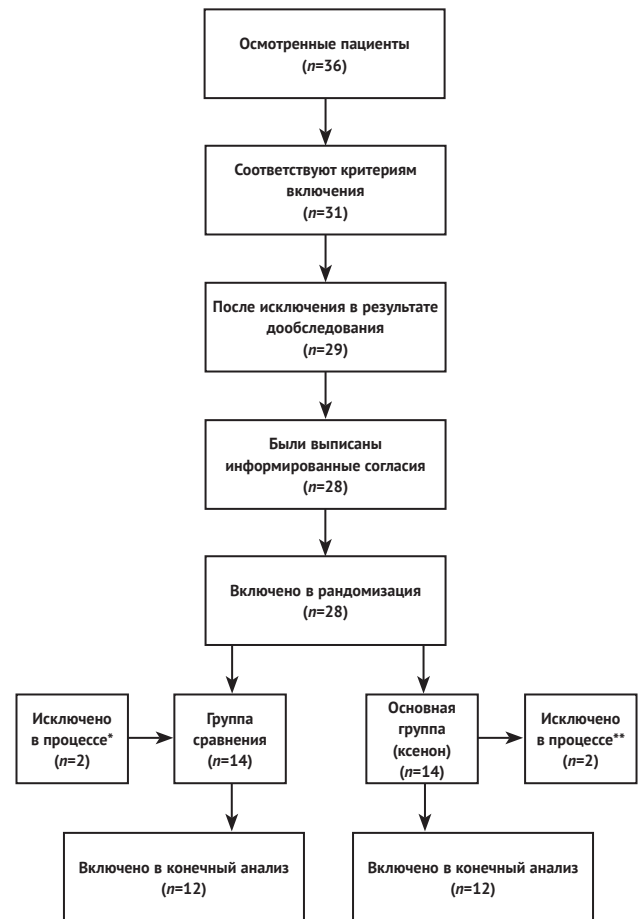 Осмотренные пациенты
(n=36)
Соответствуют критериям
включения
(n=31)
После исключения в результате
дообследования
(n=29)
Были выписаны
информированные согласия
(n=28)
Включено в рандомизация
(n=28)
Исключено
в процессе*
(n=2)
Группа
сравнения
(n=14)
Основная
группа
(ксенон)
(n=14)
Исключено
в процессе**
(n=2)
Включено в конечный анализ
(n=12)
Включено в конечный анализ
(n=12)